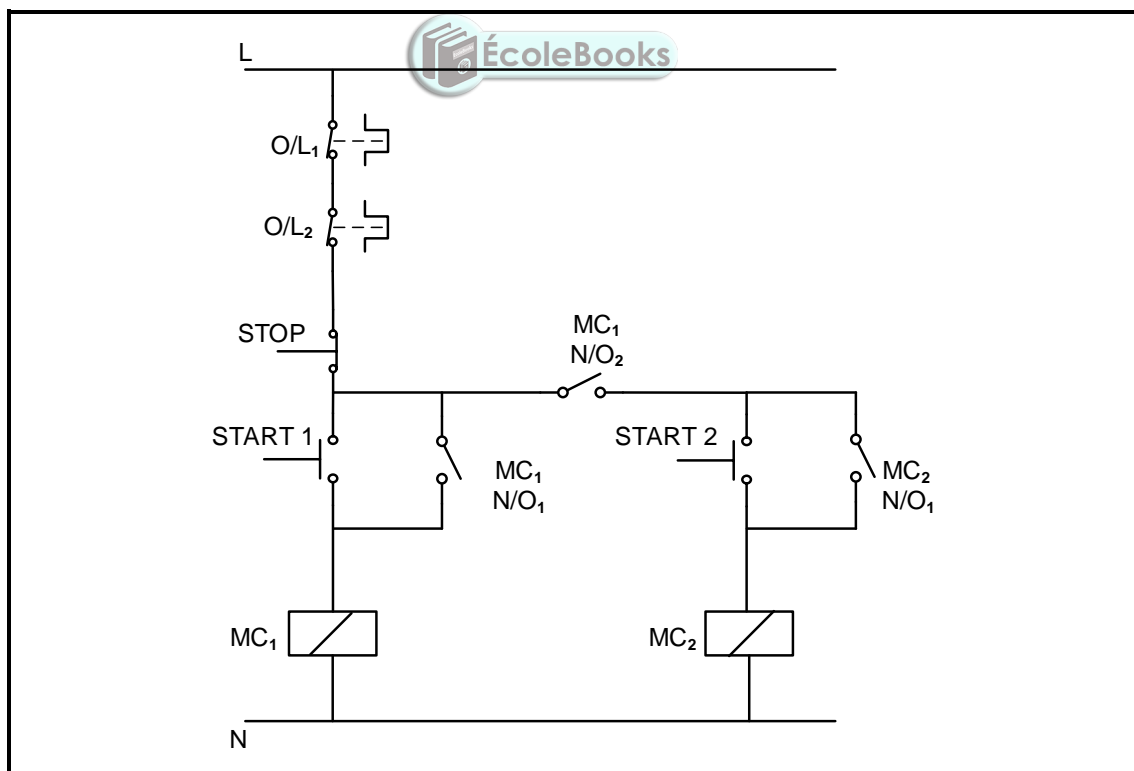 L
ÉcoleBooks
O/L₁
O/L₂
STOP
MC₁
N/O₂
START 1
MC₁
N/O₁
START 2
MC₂
N/O₁
MC₁
MC₂
N